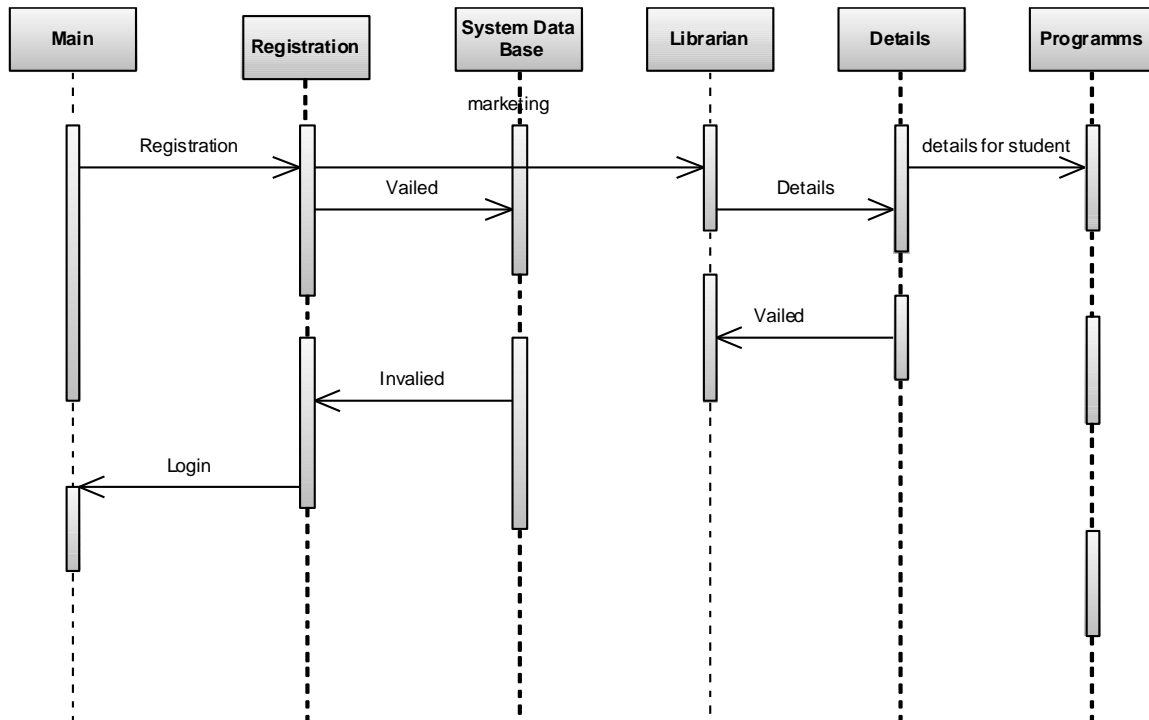 Main
Registration
System Data
Base
Librarian
Details
Programms
marketing
Registration
details for student
Vailed
Details
Vailed
Invalied
Login